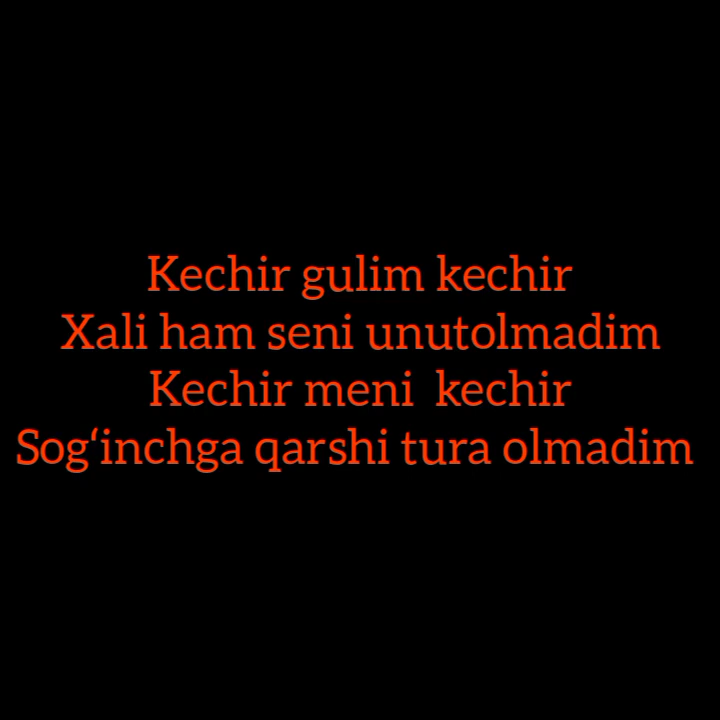 Kechir gulim kechir
Xali ham seni unutolmadim
Kechir meni  kechir
Sog‘inchga qarshi tura olmadim